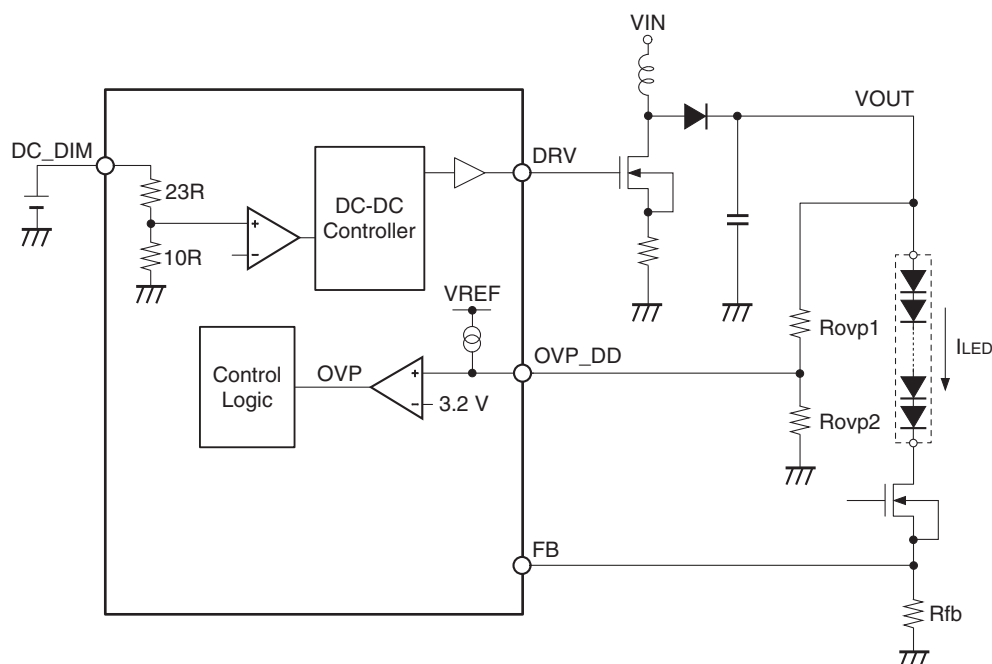 VIN
VOUT
DC_DIM
DRV
23R
DC-DC
Controller
+
−
10R
VREF
Rovp1
ILED
OVP_DD
Control
Logic
OVP
+
−
3.2 V
Rovp2
FB
Rfb